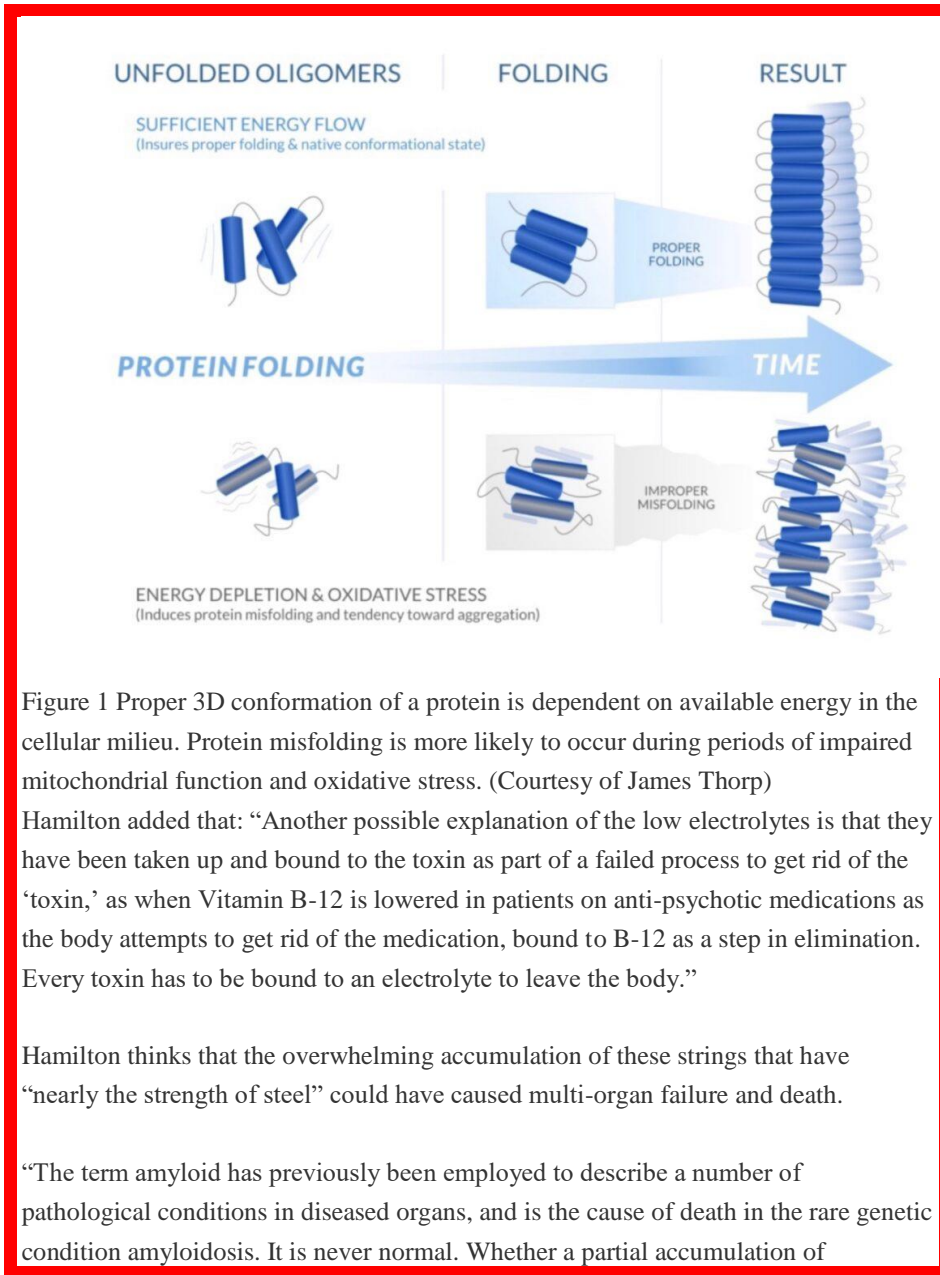 UNFOLDED OLIGOMERS
FOLDING
RESULT
SUFFICIENT ENERGY FLOW
(Insures proper folding & native conformational state)
PROPER
FOLDING
PROTEIN FOLDING
TIME
IMPROPER
MISFOLDING
ENERGY DEPLETION & OXIDATIVE STRESS
(Induces protein misfolding and tendency toward aggregation)
Figure 1 Proper 3D conformation of a protein is dependent on available energy in the
cellular milieu. Protein misfolding is more likely to occur during periods of impaired
mitochondrial function and oxidative stress. (Courtesy of James Thorp)
Hamilton added that: “Another possible explanation of the low electrolytes is that they
have been taken up and bound to the toxin as part of a failed process to get rid of the
‘toxin,’ as when Vitamin B-12 is lowered in patients on anti-psychotic medications as
the body attempts to get rid of the medication, bound to B-12 as a step in elimination.
Every toxin has to be bound to an electrolyte to leave the body.”
Hamilton thinks that the overwhelming accumulation of these strings that have
“nearly the strength of steel” could have caused multi-organ failure and death.
“The term amyloid has previously been employed to describe a number of
pathological conditions in diseased organs, and is the cause of death in the rare genetic
condition amyloidosis. It is never normal. Whether a partial accumulation of